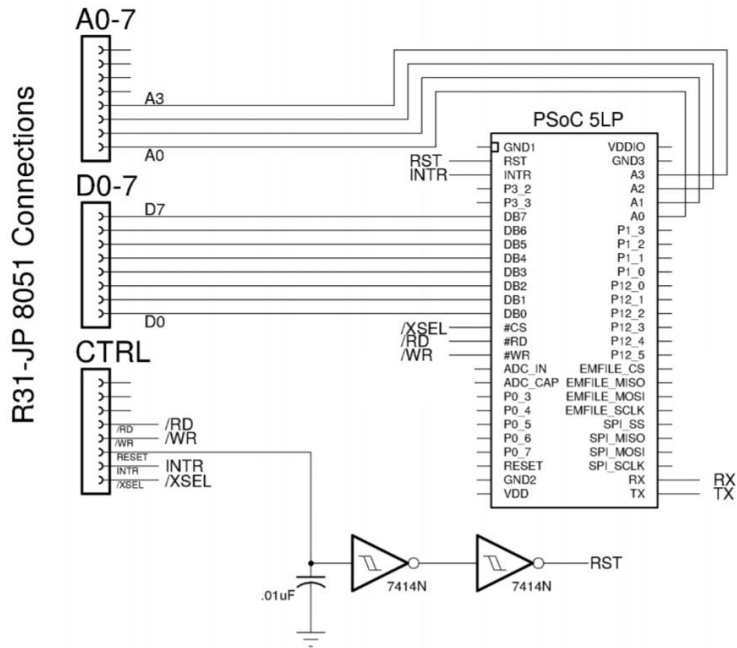 R31-JP 8051 Connections
A0-7
A3
A0
D0-7
D7
D0
CTRL
/RD
/WR
RESET
INTR
/XSEL
/RD
/WR
INTR
/XSEL
.01uF
7414N
7414N
RST
RST
INTR
/XSEL
/RD
/WR
PSoC 5LP
GND1
RST
INTR
P3_2
P3_3
DB7
DB6
DB5
DB4
DB3
DB2
DB1
DB0
#CS
#RD
#WR
ADC_IN
ADC_CAP
P0_3
P0_4
P0_5
P0_6
P0_7
RESET
GND2
VDD
VDDIO
GND3
A3
A2
A1
A0
P1_3
P1_2
P1_1
P1_0
P12_0
P12_1
P12_2
P12_3
P12_4
P12_5
EMFILE_CS
EMFILE_MISO
EMFILE_MOSI
EMFILE_SCLK
SPI_SS
SPI_MISO
SPI_MOSI
SPI_SCLK
RX
TX
RX
TX